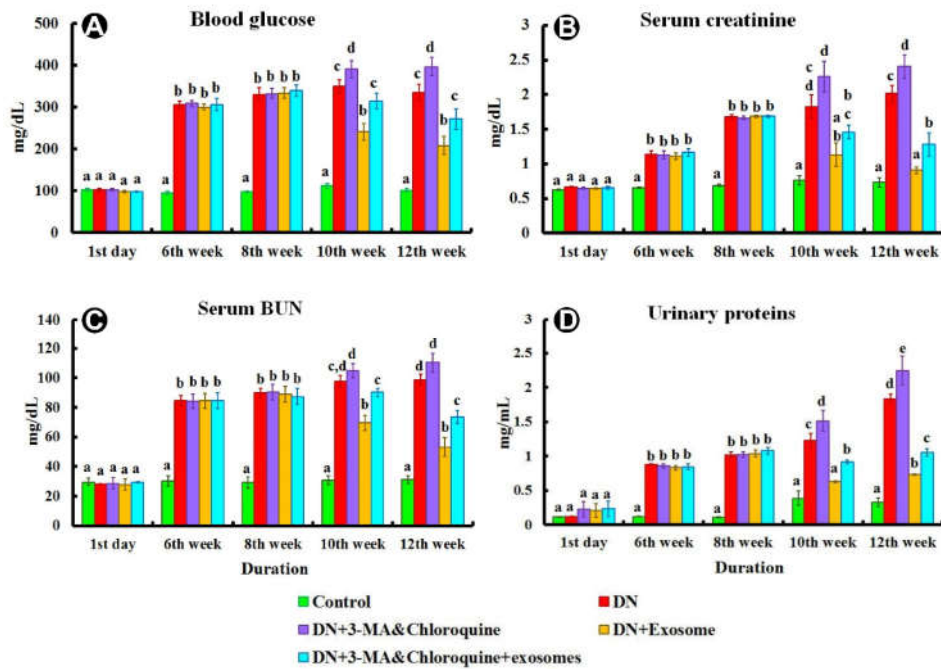 A
Blood glucose
mg/dL
500
400
300
200
100
0
a a a a a
a b b b b
a b b b b
a c d b c
a c d b c
1st day 6th week 8th week 10th week 12th week
B
Serum creatinine
mg/dL
3
2.5
2
1.5
1
0.5
0
a a a a a
a b b b b
a b b b b
a c d d a b b c
a c d a b
1st day 6th week 8th week 10th week 12th week
C
Serum BUN
mg/dL
140
120
100
80
60
40
20
0
a a a a a
a b b b b
a b b b b
a c,d d b c
a d d b c
1st day 6th week 8th week 10th week 12th week
Duration
D
Urinary proteins
mg/mL
3
2.5
2
1.5
1
0.5
0
a a a a a
a b b b b
a b b b b
a c d a b
a d e b c
1st day 6th week 8th week 10th week 12th week
Duration
Control
DN
DN+3-MA&Chloroquine
DN+Exosome
DN+3-MA&Chloroquine+exosomes